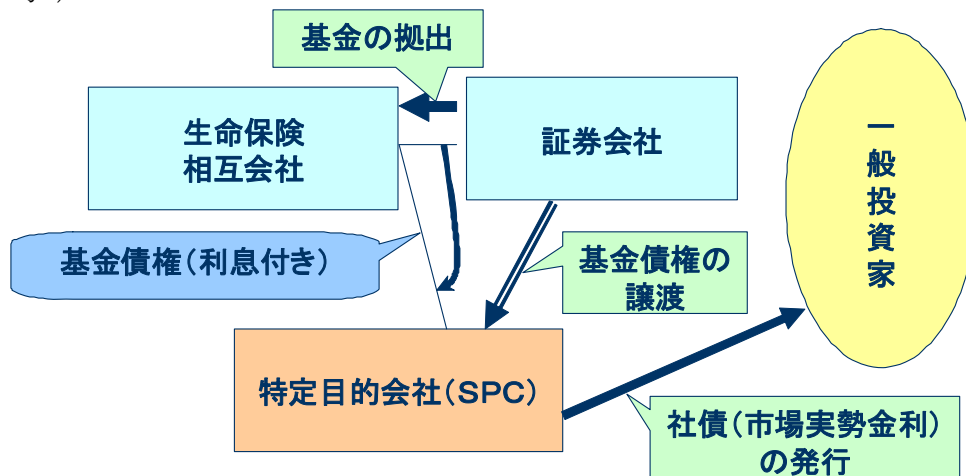 基金の拠出
生命保険
相互会社
証券会社
一般投資家
基金債権(利息付き)
基金債権の
譲渡
特定目的会社(SPC)
社債(市場実勢金利)
の発行